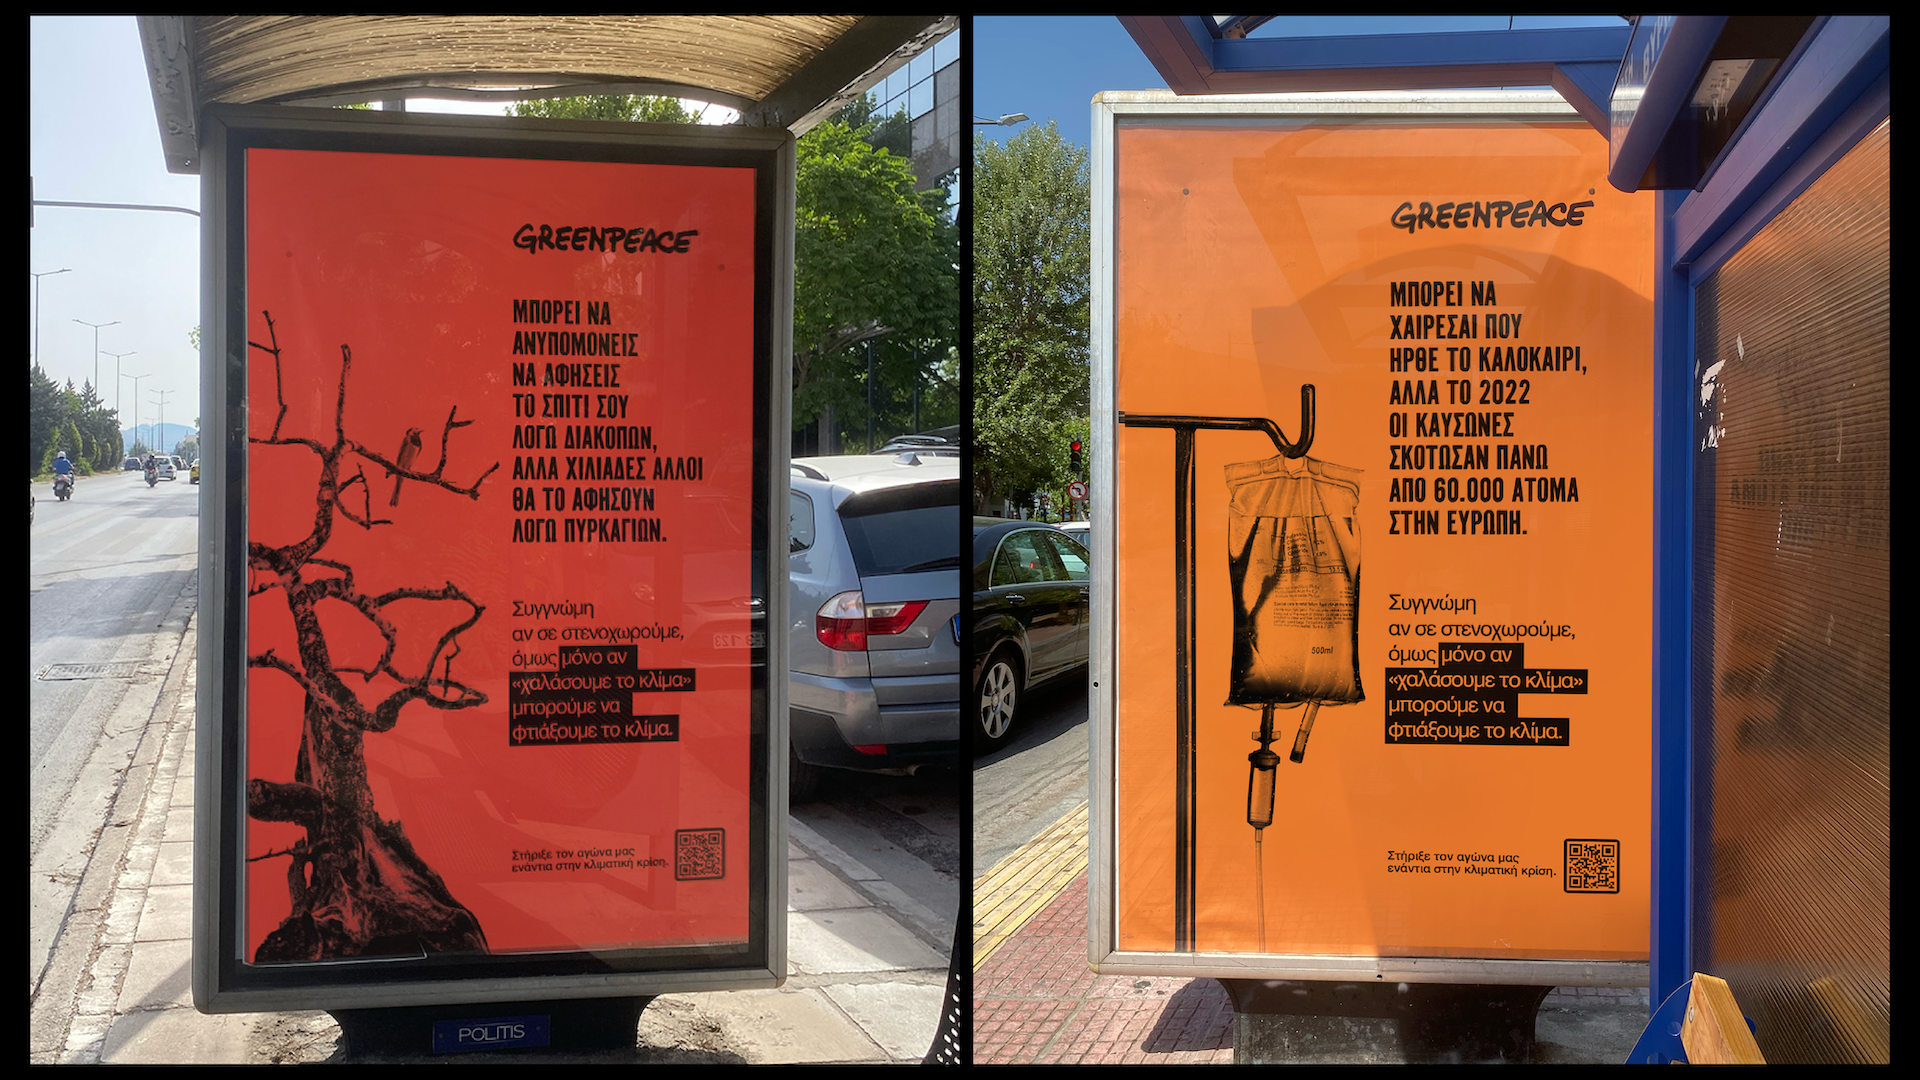 GREENPEACE
ΜΠΟΡΕΙ ΝΑ
ΑΝΥΠΟΜΟΝΕΙΣ
ΝΑ ΑΦΗΣΕΙΣ
ΤΟ ΣΠΙΤΙ ΣΟΥ
ΛΟΓΩ ΔΙΑΚΟΠΩΝ,
ΑΛΛΑ ΧΙΛΙΑΔΕΣ ΑΛΛΟΙ
ΘΑ ΤΟ ΑΦΗΣΟΥΝ
ΛΟΓΩ ΠΥΡΚΑΓΙΩΝ.
Συγγνώμη
αν σε στενοχωρούμε,
όμως μόνο αν
«χαλάσουμε το κλίμα»
μπορούμε να
φτιάξουμε το κλίμα.
Στήριξε τον αγώνα μας
ενάντια στην κλιματική κρίση.
POLITIS
GREENPEACE
ΜΠΟΡΕΙ ΝΑ
ΧΑΙΡΕΣΑΙ ΠΟΥ
ΗΡΘΕ ΤΟ ΚΑΛΟΚΑΙΡΙ,
ΑΛΛΑ ΤΟ 2022
ΟΙ ΚΑΥΣΩΝΕΣ
ΣΚΟΤΩΣΑΝ ΠΑΝΩ
ΑΠΟ 60.000 ΑΤΟΜΑ
ΣΤΗΝ ΕΥΡΩΠΗ.
500ml
Συγγνώμη
αν σε στενοχωρούμε,
όμως μόνο αν
«χαλάσουμε το κλίμα»
μπορούμε να
φτιάξουμε το κλίμα.
Στήριξε τον αγώνα μας
ενάντια στην κλιματική κρίση.